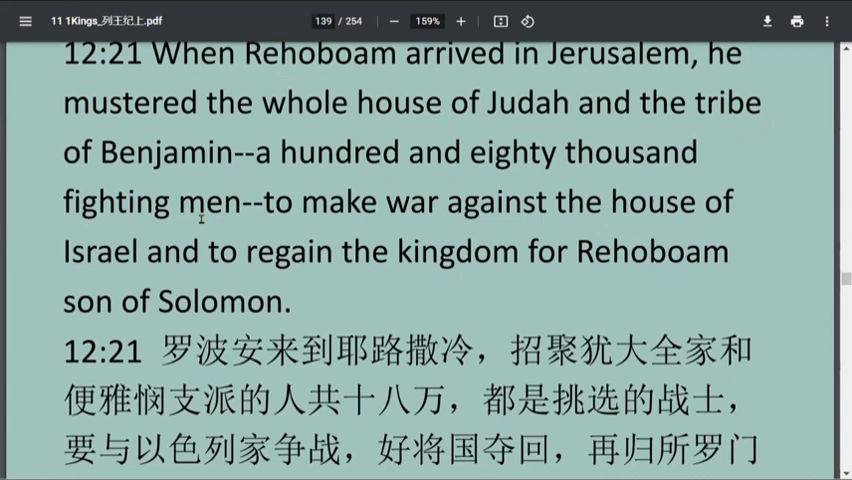 11 1Kings_列王纪上.pdf
139 / 254
159%
12:21 When Rehoboam arrived in Jerusalem, he
mustered the whole house of Judah and the tribe
of Benjamin--a hundred and eighty thousand
fighting men--to make war against the house of
Israel and to regain the kingdom for Rehoboam
son of Solomon.
12:21 罗波安来到耶路撒冷，招聚犹大全家和
便雅悯支派的人共十八万，都是挑选的战士，
要与以色列家争战，好将国夺回，再归所罗门